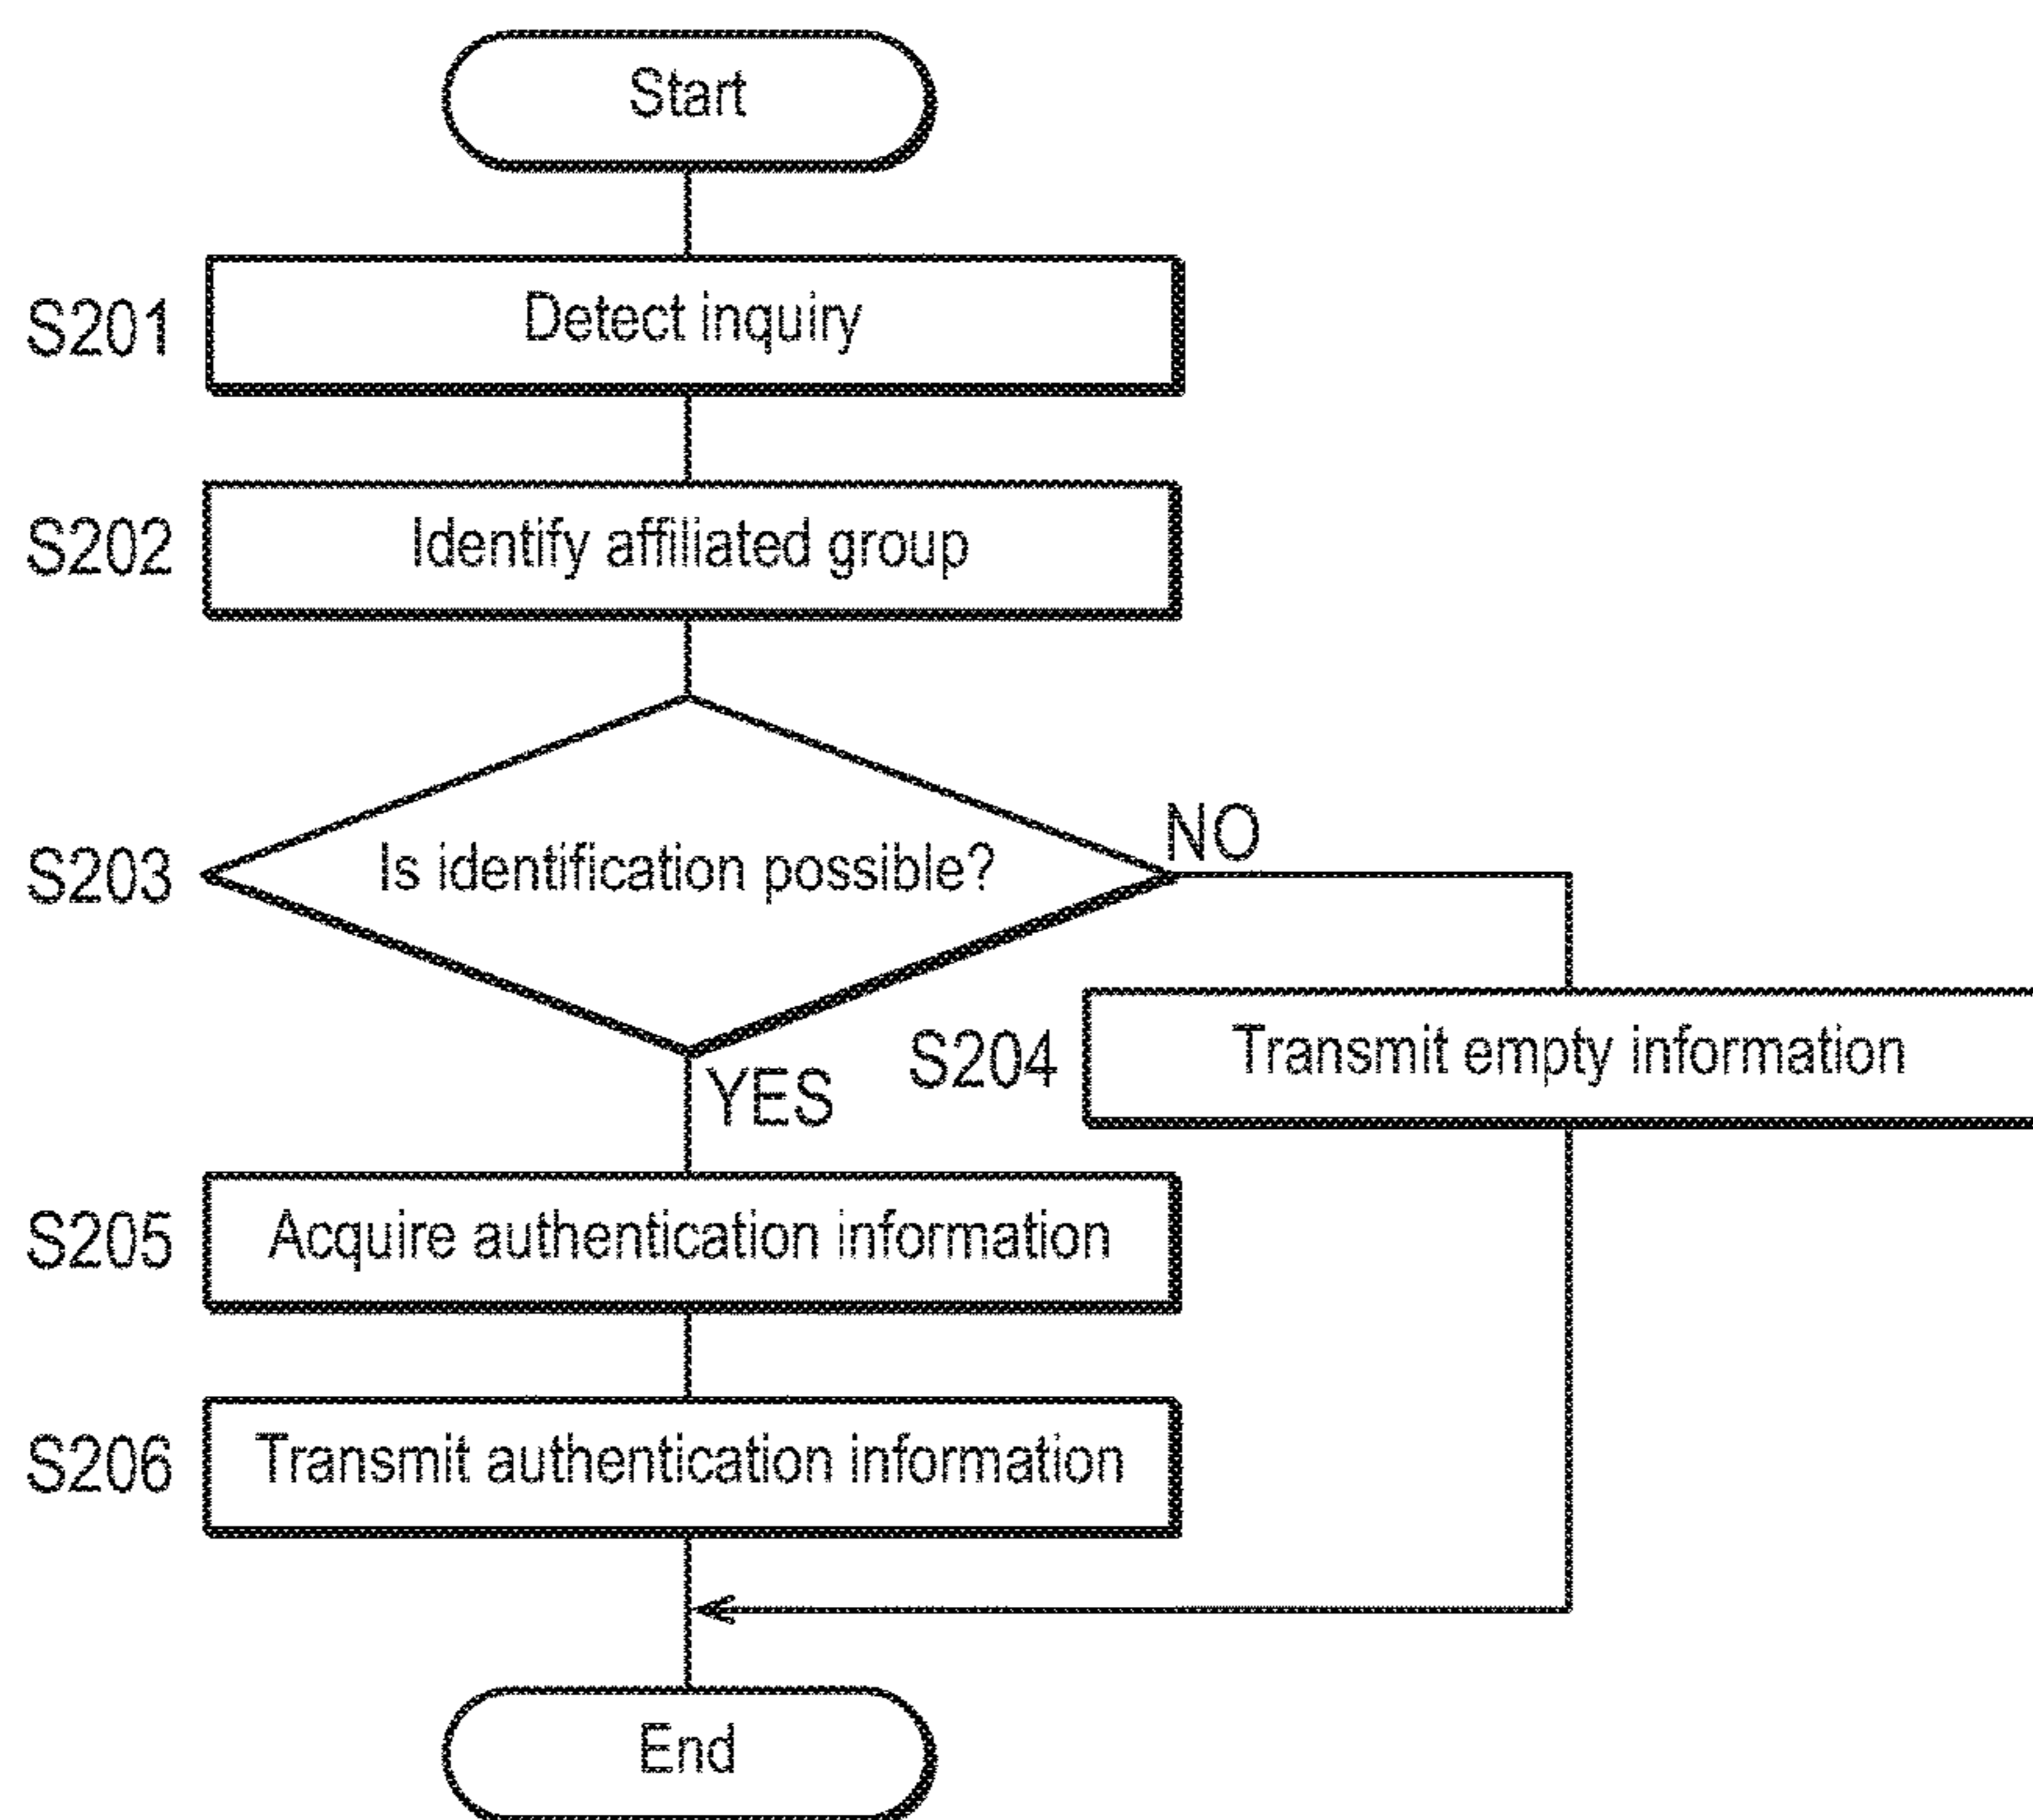 Start
S201
Detect inquiry
S202
Identify affiliated group
S203
Is identification possible?
NO
YES
S204
Transmit empty information
S205
Acquire authentication information
S206
Transmit authentication information
End